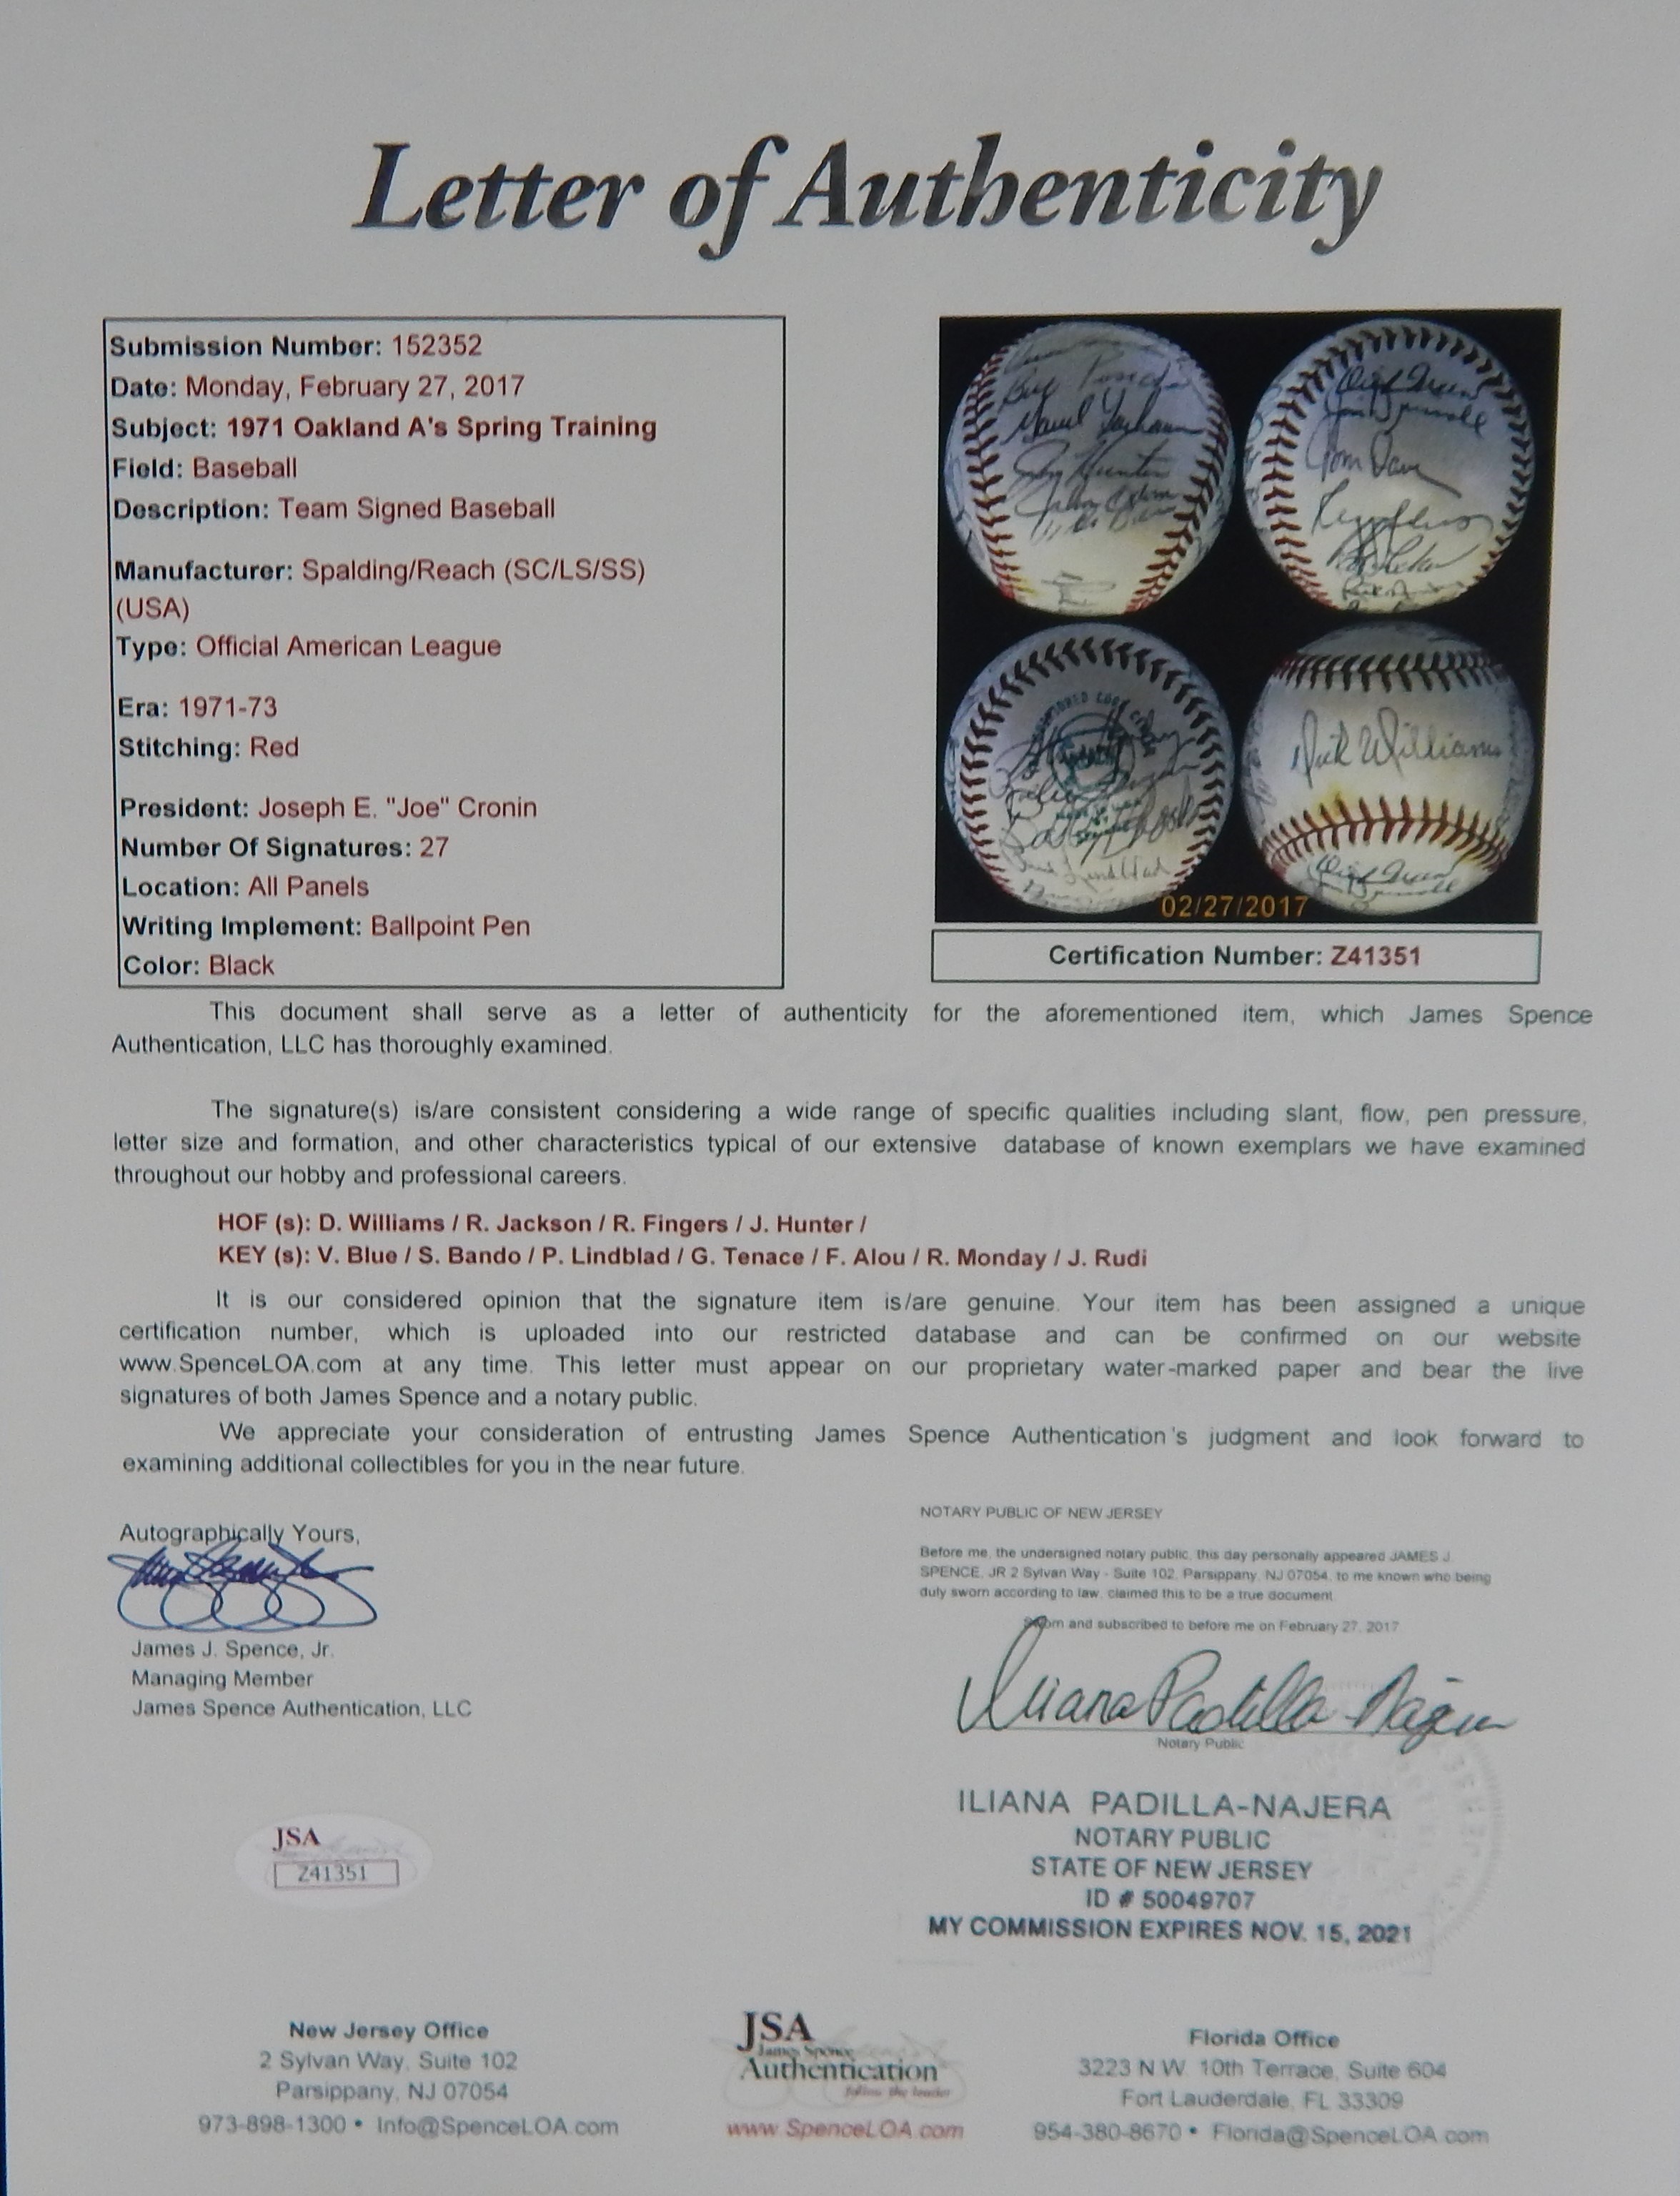 Letter of Authenticity
Submission Number: 152352
Date: Monday, February 27, 2017
Subject: 1971 Oakland A's Spring Training
Field: Baseball
Description: Team Signed Baseball
Manufacturer: Spalding/Reach (SC/LS/SS)
(USA)
Type: Official American League
Era: 1971-73
Stitching: Red
President: Joseph E. "Joe" Cronin
Number Of Signatures: 27
Location: All Panels
Writing Implement: Ballpoint Pen
Color: Black
Dick Williams
02/27/2017
Certification Number: Z41351
This document shall serve as a letter of authenticity for the aforementioned item, which James Spence
Authentication, LLC has thoroughly examined.
The signature(s) is/are consistent considering a wide range of specific qualities including slant, flow, pen pressure,
letter size and formation, and other characteristics typical of our extensive database of known exemplars we have examined
throughout our hobby and professional careers.
HOF (s): D. Williams / R. Jackson / R. Fingers / J. Hunter /
KEY (s): V. Blue / S. Bando / P. Lindblad / G. Tenace / F. Alou / R. Monday / J. Rudi
It is our considered opinion that the signature item is/are genuine. Your item has been assigned a unique
certification number, which is uploaded into our restricted database and can be confirmed on our website
www.SpenceLOA.com at any time. This letter must appear on our proprietary water-marked paper and bear the live
signatures of both James Spence and a notary public.
We appreciate your consideration of entrusting James Spence Authentication's judgment and look forward to
examining additional collectibles for you in the near future.
Autographically Yours,
James J. Spence, Jr.
Managing Member
James Spence Authentication, LLC
NOTARY PUBLIC OF NEW JERSEY
Before me, the undersigned notary public, this day personally appeared JAMES J.
SPENCE, JR 2 Sylvan Way - Suite 102, Parsippany, NJ 07054, to me known who being
duly sworn according to law, claimed this to be a true document.
Sworn and subscribed to before me on February 27, 2017
Iliana Padilla-Najera
Notary Public
ILIANA PADILLA-NAJERA
NOTARY PUBLIC
STATE OF NEW JERSEY
ID # 50049707
MY COMMISSION EXPIRES NOV. 15, 2021
JSA
Z41351
New Jersey Office
2 Sylvan Way, Suite 102
Parsippany, NJ 07054
973-898-1300 • Info@SpenceLOA.com
JSA
James Spence
Authentication
follow the leader
www.SpenceLOA.com
Florida Office
3223 N.W. 10th Terrace, Suite 604
Fort Lauderdale, FL 33309
954-380-8670 • Florida@SpenceLOA.com